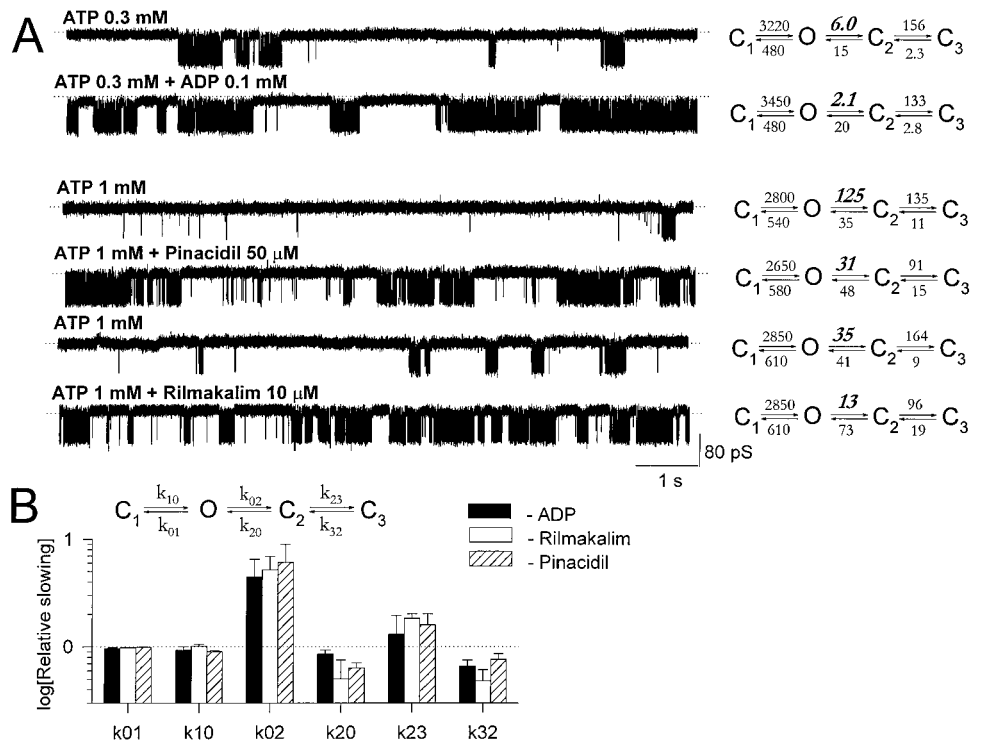 A
ATP 0.3 mM
3220 6.0 156
C1 O C2 C3
480 15 2.3
ATP 0.3 mM + ADP 0.1 mM
3450 2.1 133
C1 O C2 C3
480 20 2.8
ATP 1 mM
2800 125 135
C1 O C2 C3
540 35 11
ATP 1 mM + Pinacidil 50 μM
2650 31 91
C1 O C2 C3
580 48 15
ATP 1 mM
2850 35 164
C1 O C2 C3
610 41 9
ATP 1 mM + Rilmakalim 10 μM
2850 13 96
C1 O C2 C3
610 73 19
80 pS
1 s
B
k10 k02 k23
C1 O C2 C3
k01 k20 k32
- ADP
- Rilmakalim
- Pinacidil
log[Relative slowing]
1
0
k01 k10 k02 k20 k23 k32